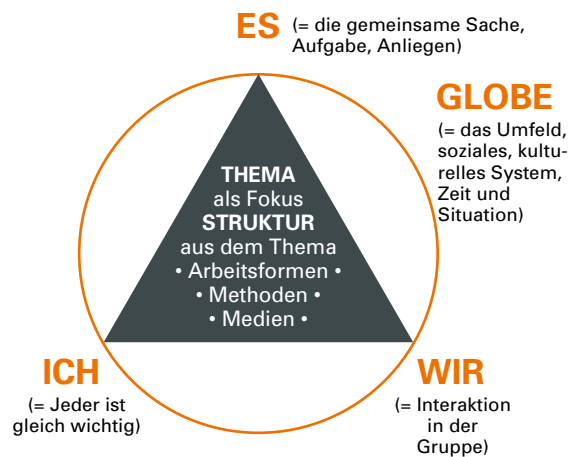 ES (= die gemeinsame Sache,
Aufgabe, Anliegen)
GLOBE
(= das Umfeld,
soziales, kultu-
relles System,
Zeit und
Situation)
THEMA
als Fokus
STRUKTUR
aus dem Thema
• Arbeitsformen •
• Methoden •
• Medien •
ICH
(= Jeder ist
gleich wichtig)
WIR
(= Interaktion
in der
Gruppe)